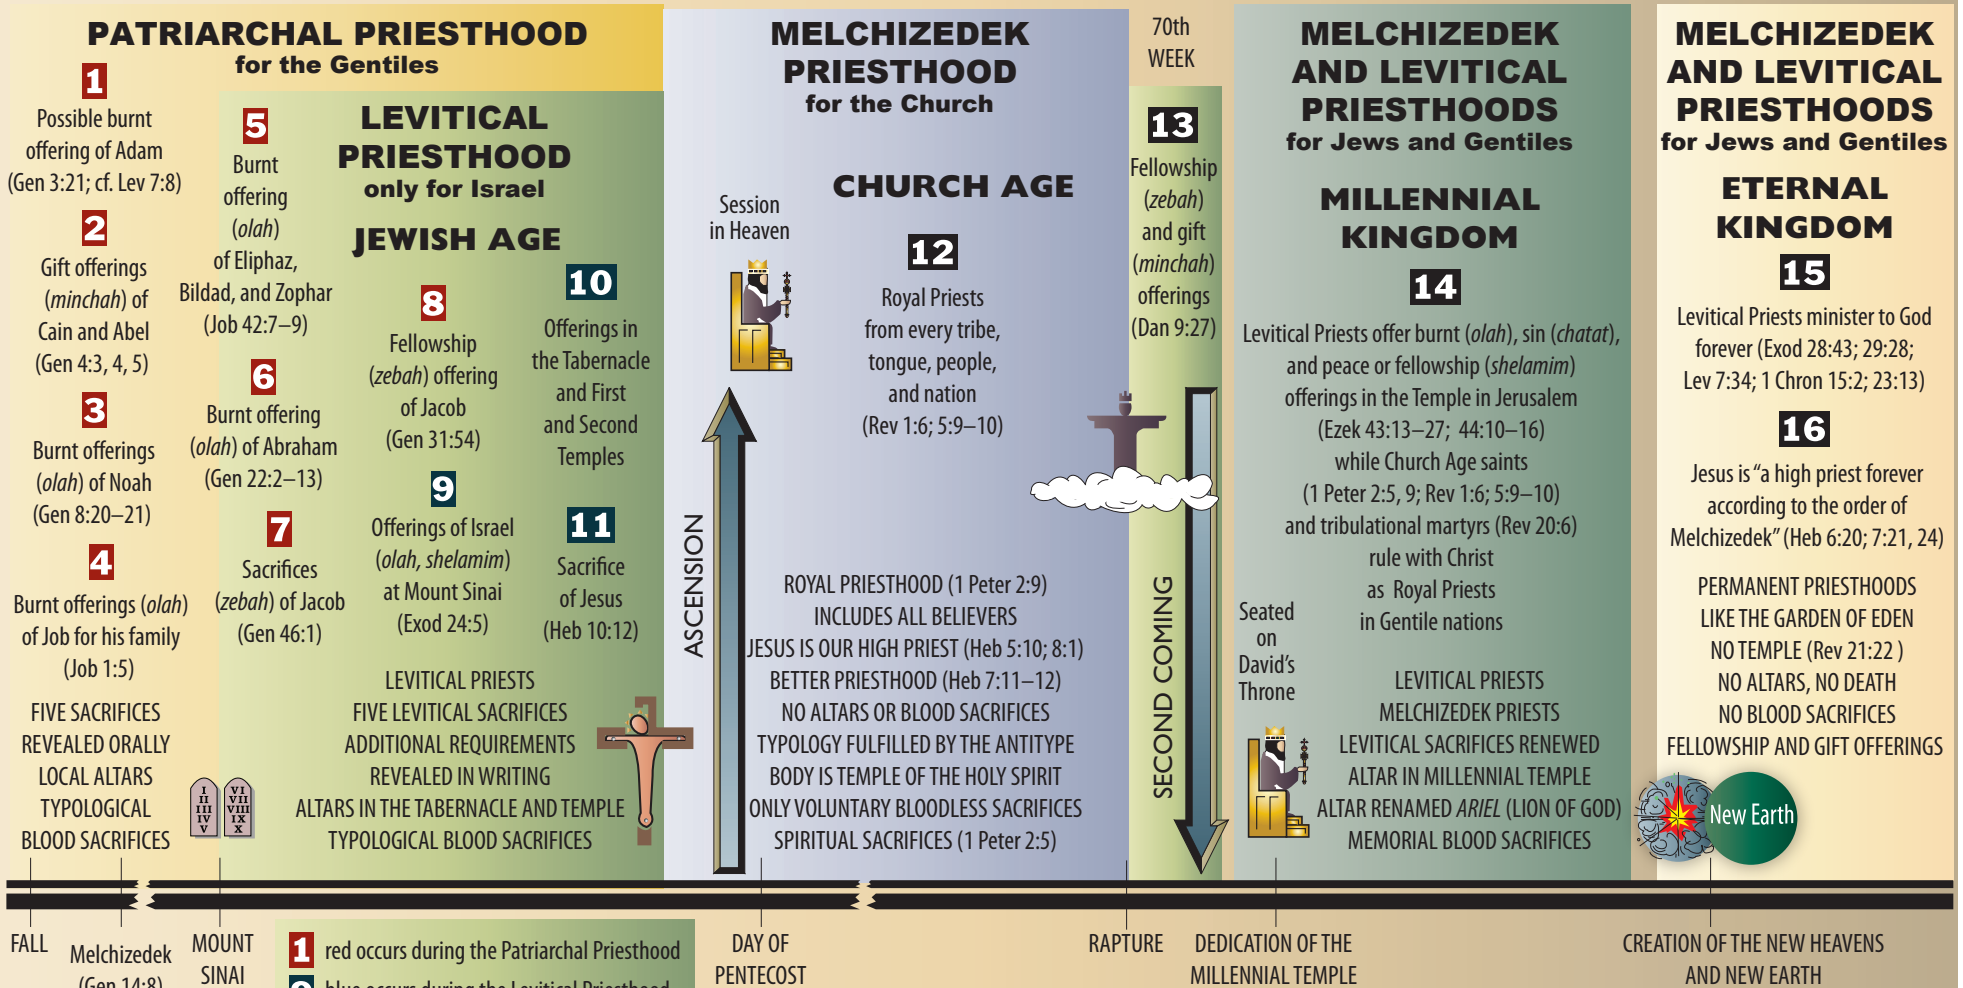 PATRIARCHAL PRIESTHOOD
for the Gentiles
1
Possible burnt
offering of Adam
(Gen 3:21; cf. Lev 7:8)
2
Gift offerings
(minchah) of
Cain and Abel
(Gen 4:3, 4, 5)
3
Burnt offerings
(olah) of Noah
(Gen 8:20–21)
4
Burnt offerings (olah)
of Job for his family
(Job 1:5)
FIVE SACRIFICES
REVEALED ORALLY
LOCAL ALTARS
TYPOLOGICAL
BLOOD SACRIFICES
5
Burnt
offering
(olah)
of Eliphaz,
Bildad, and Zophar
(Job 42:7–9)
6
Burnt offering
(olah) of Abraham
(Gen 22:2–13)
7
Sacrifices
(zebah) of Jacob
(Gen 46:1)
I
II
III
IV
V
VI
VII
VIII
IX
X
LEVITICAL
PRIESTHOOD
only for Israel
JEWISH AGE
8
Fellowship
(zebah) offering
of Jacob
(Gen 31:54)
9
Offerings of Israel
(olah, shelamim)
at Mount Sinai
(Exod 24:5)
10
Offerings in
the Tabernacle
and First
and Second
Temples
11
Sacrifice
of Jesus
(Heb 10:12)
LEVITICAL PRIESTS
FIVE LEVITICAL SACRIFICES
ADDITIONAL REQUIREMENTS
REVEALED IN WRITING
ALTARS IN THE TABERNACLE AND TEMPLE
TYPOLOGICAL BLOOD SACRIFICES
MELCHIZEDEK
PRIESTHOOD
for the Church
CHURCH AGE
Session
in Heaven
ASCENSION
12
Royal Priests
from every tribe,
tongue, people,
and nation
(Rev 1:6; 5:9–10)
ROYAL PRIESTHOOD (1 Peter 2:9)
INCLUDES ALL BELIEVERS
JESUS IS OUR HIGH PRIEST (Heb 5:10; 8:1)
BETTER PRIESTHOOD (Heb 7:11–12)
NO ALTARS OR BLOOD SACRIFICES
TYPOLOGY FULFILLED BY THE ANTITYPE
BODY IS TEMPLE OF THE HOLY SPIRIT
ONLY VOLUNTARY BLOODLESS SACRIFICES
SPIRITUAL SACRIFICES (1 Peter 2:5)
70th
WEEK
13
Fellowship
(zebah)
and gift
(minchah)
offerings
(Dan 9:27)
SECOND COMING
MELCHIZEDEK
AND LEVITICAL
PRIESTHOODS
for Jews and Gentiles
MILLENNIAL
KINGDOM
14
Levitical Priests offer burnt (olah), sin (chatat),
and peace or fellowship (shelamim)
offerings in the Temple in Jerusalem
(Ezek 43:13–27; 44:10–16)
while Church Age saints
(1 Peter 2:5, 9; Rev 1:6; 5:9–10)
and tribulational martyrs (Rev 20:6)
rule with Christ
as Royal Priests
in Gentile nations
Seated
on
David's
Throne
LEVITICAL PRIESTS
MELCHIZEDEK PRIESTS
LEVITICAL SACRIFICES RENEWED
ALTAR IN MILLENNIAL TEMPLE
ALTAR RENAMED ARIEL (LION OF GOD)
MEMORIAL BLOOD SACRIFICES
MELCHIZEDEK
AND LEVITICAL
PRIESTHOODS
for Jews and Gentiles
ETERNAL
KINGDOM
15
Levitical Priests minister to God
forever (Exod 28:43; 29:28;
Lev 7:34; 1 Chron 15:2; 23:13)
16
Jesus is “a high priest forever
according to the order of
Melchizedek” (Heb 6:20; 7:21, 24)
PERMANENT PRIESTHOODS
LIKE THE GARDEN OF EDEN
NO TEMPLE (Rev 21:22 )
NO ALTARS, NO DEATH
NO BLOOD SACRIFICES
FELLOWSHIP AND GIFT OFFERINGS
New Earth
FALL
Melchizedek
(Gen 14:8)
MOUNT
SINAI
1 red occurs during the Patriarchal Priesthood
9 blue occurs during the Levitical Priesthood
DAY OF
PENTECOST
RAPTURE
DEDICATION OF THE
MILLENNIAL TEMPLE
CREATION OF THE NEW HEAVENS
AND NEW EARTH